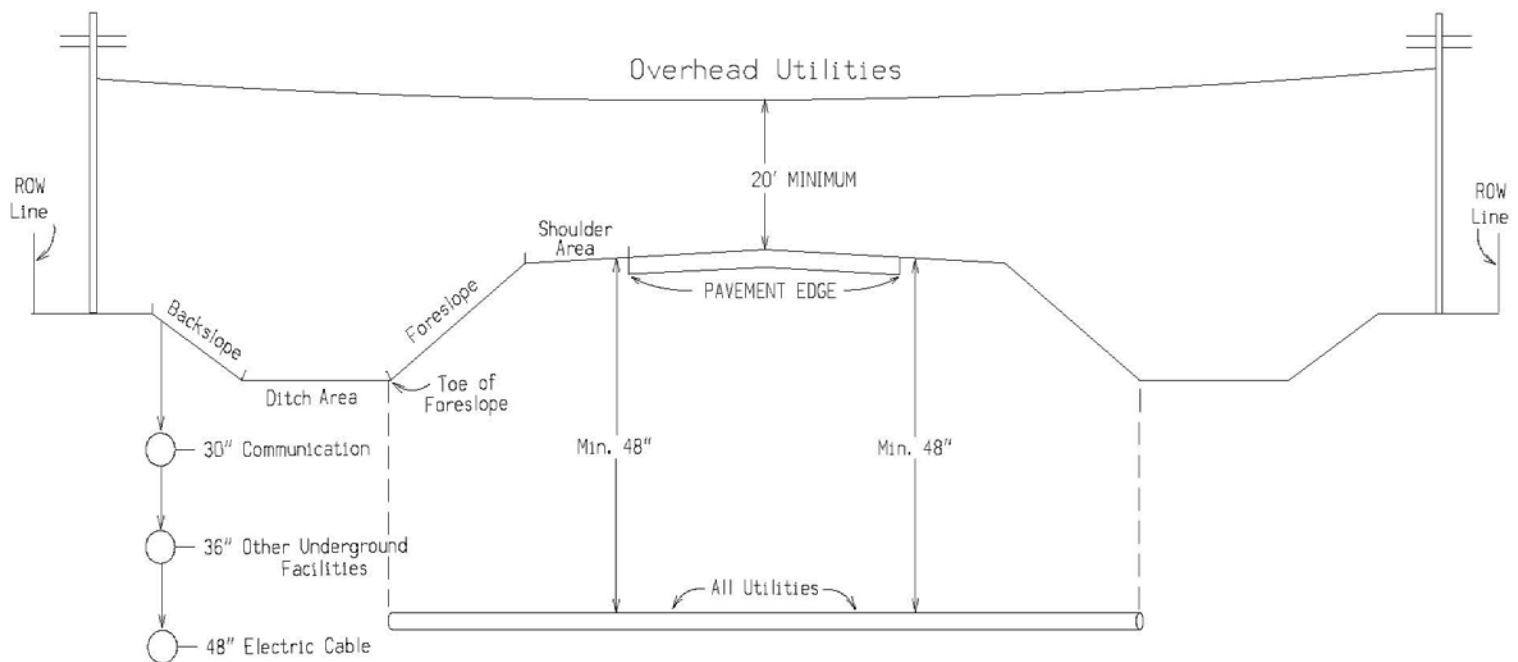 Overhead Utilities
20' MINIMUM
ROW
Line
ROW
Line
Shoulder
Area
PAVEMENT EDGE
Backslope
Foreslope
Ditch Area
Toe of
Foreslope
30" Communication
Min. 48"
Min. 48"
36" Other Underground
Facilities
All Utilities
48" Electric Cable